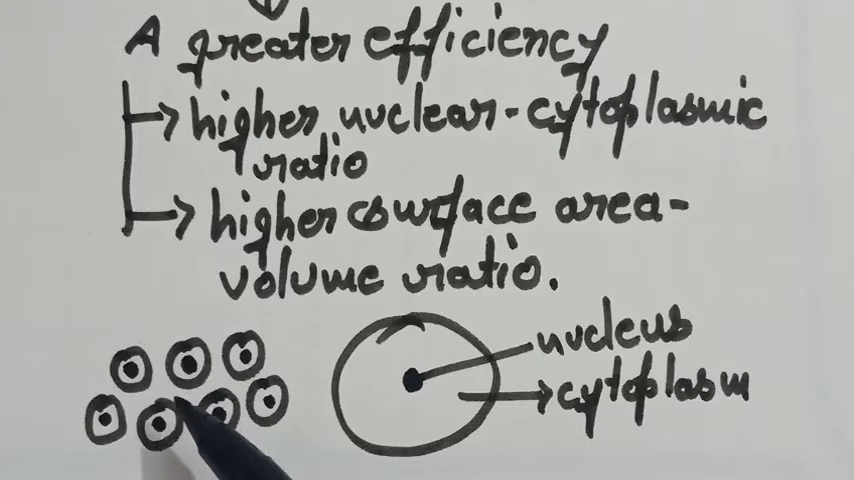 A greater efficiency
higher nuclear-cytoplasmic
ratio
higher surface area-
volume ratio.
nucleus
cytoplasm